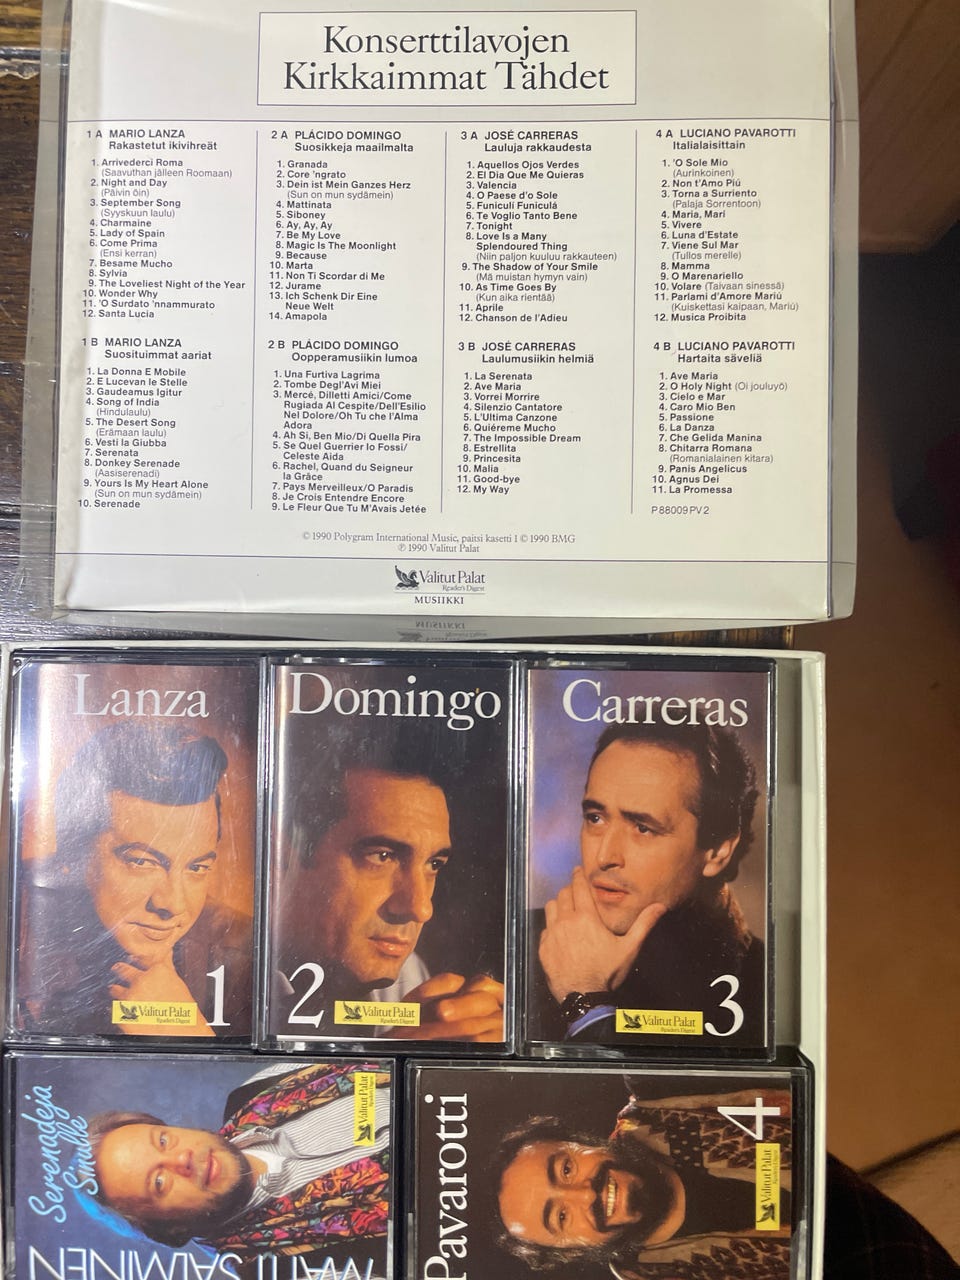 Konserttilavojen
Kirkkaimmat Tähdet
1 A MARIO LANZA
Rakastetut ikivihreät
1. Arrivederci Roma
(Saavuthan jälleen Roomaan)
2. Night and Day
(Päivin öin)
3. September Song
(Syyskuun laulu)
4. Charmaine
5. Lady of Spain
6. Come Prima
(Ensi kerran)
7. Besame Mucho
8. Sylvia
9. The Loveliest Night of the Year
10. Wonder Why
11. 'O Surdato 'nnammurato
12. Santa Lucia
1 B MARIO LANZA
Suosituimmat aariat
1. La Donna E Mobile
2. E Lucevan le Stelle
3. Gaudeamus Igitur
4. Song of India
(Hindulaulu)
5. The Desert Song
(Erämaan laulu)
6. Vesti la Giubba
7. Serenata
8. Donkey Serenade
(Aasiserenadi)
9. Yours Is My Heart Alone
(Sun on mun sydämein)
10. Serenade
2 A PLÁCIDO DOMINGO
Suosikkeja maailmalta
1. Granada
2. Core 'ngrato
3. Dein ist Mein Ganzes Herz
(Sun on mun sydämein)
4. Mattinata
5. Siboney
6. Ay, Ay, Ay
7. Be My Love
8. Magic Is The Moonlight
9. Because
10. Marta
11. Non Ti Scordar di Me
12. Jurame
13. Ich Schenk Dir Eine
Neue Welt
14. Amapola
2 B PLÁCIDO DOMINGO
Oopperamusiikin lumoa
1. Una Furtiva Lagrima
2. Tombe Degl'Avi Miei
3. Mercé, Dilletti Amici/Come
Rugiada Al Cespite/Dell'Esilio
Nel Dolore/Oh Tu che l'Alma
Adora
4. Ah Si, Ben Mio/Di Quella Pira
5. Se Quel Guerrier Io Fossi/
Celeste Aida
6. Rachel, Quand du Seigneur
la Grâce
7. Pays Merveilleux/O Paradis
8. Je Crois Entendre Encore
9. Le Fleur Que Tu M'Avais Jetée
3 A JOSÉ CARRERAS
Lauluja rakkaudesta
1. Aquellos Ojos Verdes
2. El Dia Que Me Quieras
3. Valencia
4. O Paese d'o Sole
5. Funiculí Funiculá
6. Te Voglio Tanto Bene
7. Tonight
8. Love Is a Many
Splendoured Thing
(Niin paljon kuuluu rakkauteen)
9. The Shadow of Your Smile
(Mä muistan hymyn vain)
10. As Time Goes By
(Kun aika rientää)
11. Aprile
12. Chanson de l'Adieu
3 B JOSÉ CARRERAS
Laulumusiikin helmiä
1. La Serenata
2. Ave Maria
3. Vorrei Morrire
4. Silenzio Cantatore
5. L'Ultima Canzone
6. Quiéreme Mucho
7. The Impossible Dream
8. Estrellita
9. Princesita
10. Malia
11. Good-bye
12. My Way
4 A LUCIANO PAVAROTTI
Italialaisittain
1. 'O Sole Mio
(Aurinkoinen)
2. Non t'Amo Piú
3. Torna a Surriento
(Palaja Sorrentoon)
4. Maria, Mari
5. Vivere
6. Luna d'Estate
7. Viene Sul Mar
(Tullos merelle)
8. Mamma
9. O Marenariello
10. Volare (Taivaan sinessä)
11. Parlami d'Amore Mariú
(Kuiskettasi kaipaan, Mariú)
12. Musica Proibita
4 B LUCIANO PAVAROTTI
Hartaita säveliä
1. Ave Maria
2. O Holy Night (Oi jouluyö)
3. Cielo e Mar
4. Caro Mio Ben
5. Passione
6. La Danza
7. Che Gelida Manina
8. Chitarra Romana
(Romanialainen kitara)
9. Panis Angelicus
10. Agnus Dei
11. La Promessa
P 88009 PV 2
© 1990 Polygram International Music, paitsi kasetti 1 © 1990 BMG
℗ 1990 Valitut Palat
Valitut Palat
Reader's Digest
MUSIIKKI
MUSIIKKI
Lanza
1
Valitut Palat
Reader's Digest
Domingo
2
Valitut Palat
Reader's Digest
Carreras
3
Valitut Palat
Reader's Digest
Serenadeja
Sinulle
MATTI SALMINEN
Valitut Palat
Reader's Digest
Pavarotti
4
Valitut Palat
Reader's Digest